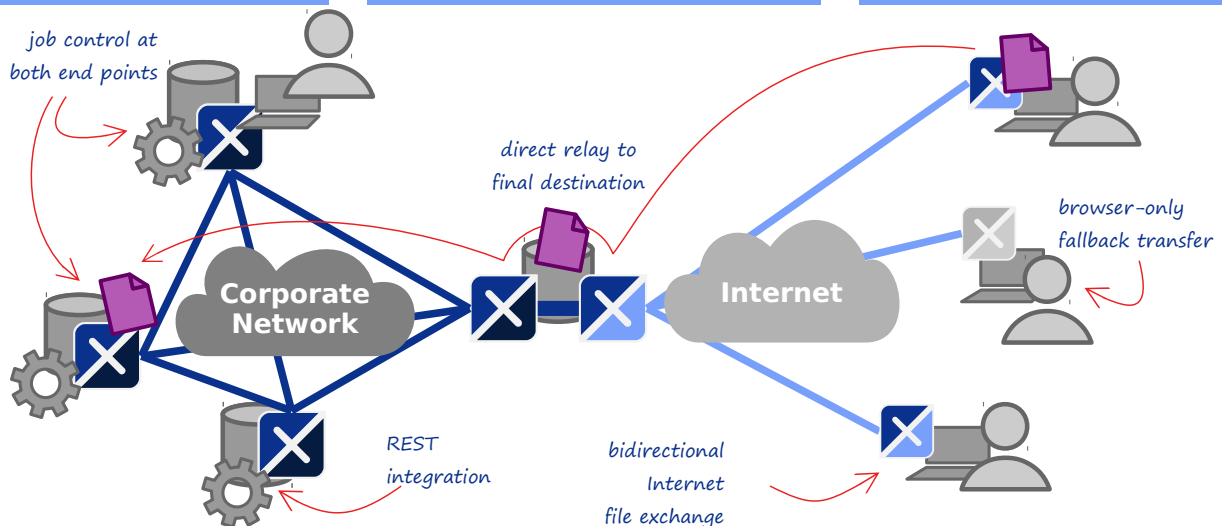 job control at
both end points
direct relay to
final destination
browser-only
fallback transfer
Corporate
Network
Internet
REST
integration
bidirectional
Internet
file exchange